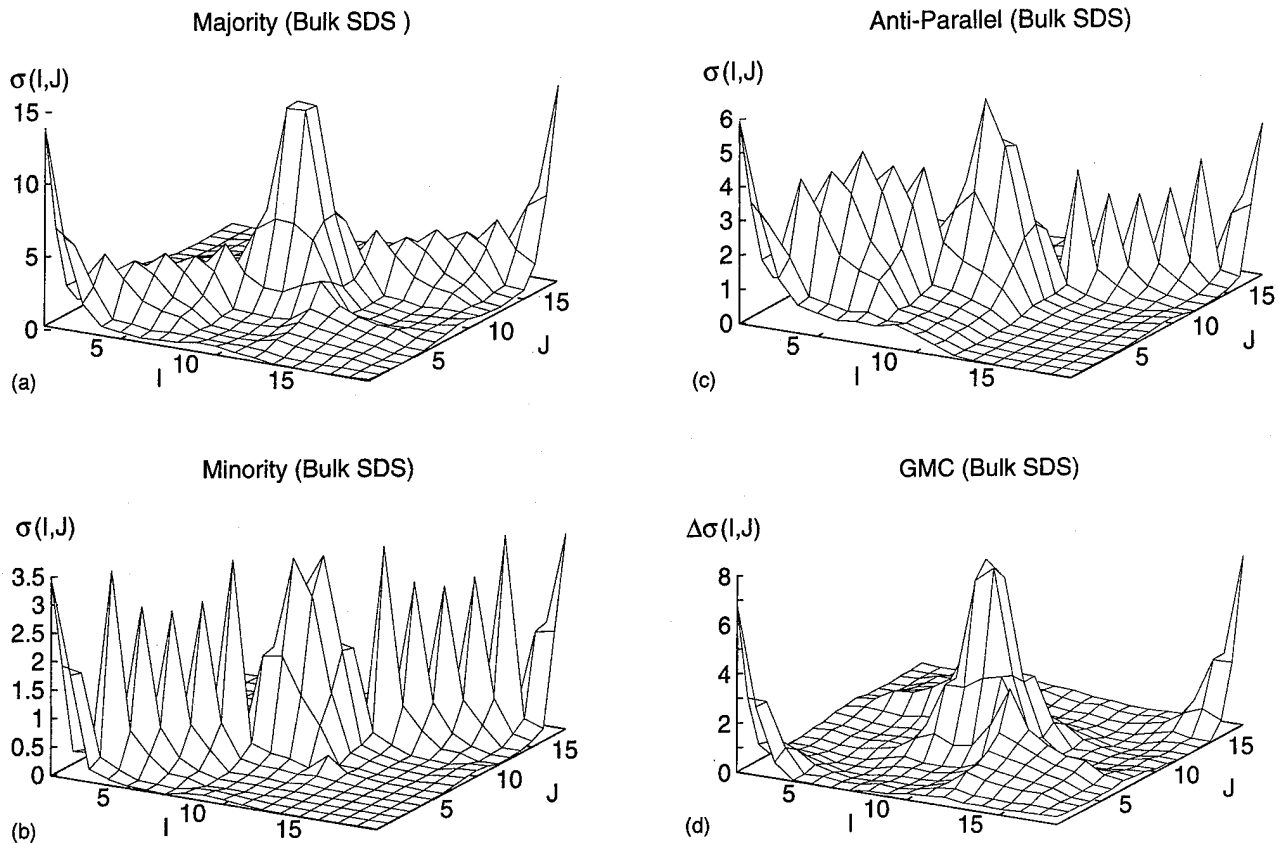 Majority (Bulk SDS )
σ(I,J)
15
10
5
0
5
10
15
I
5
10
15
J
(a)
Anti-Parallel (Bulk SDS)
σ(I,J)
6
5
4
3
2
1
0
5
10
15
I
5
10
15
J
(c)
Minority (Bulk SDS)
σ(I,J)
3.5
3
2.5
2
1.5
1
0.5
0
5
10
15
I
5
10
15
J
(b)
GMC (Bulk SDS)
Δσ(I,J)
8
6
4
2
0
5
10
15
I
5
10
15
J
(d)